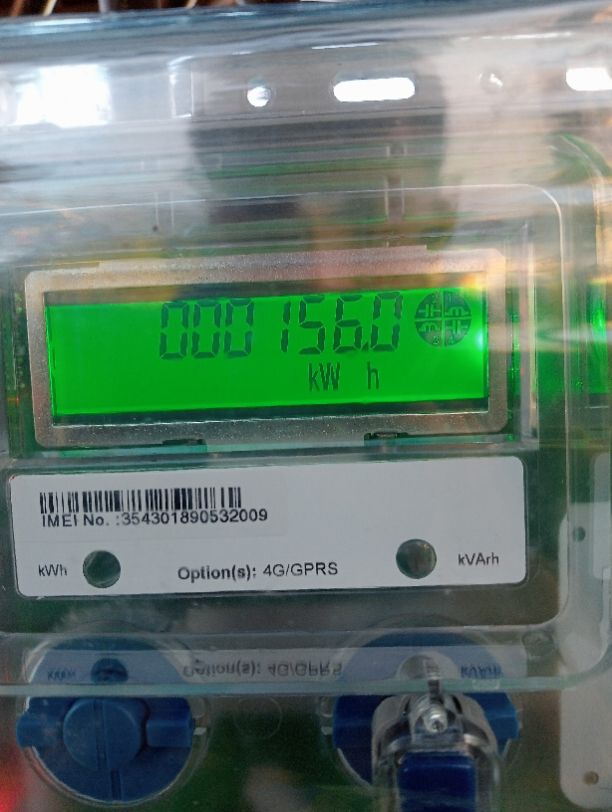 000156.0
kW h
IMEI No. :354301890532009
kWh Option(s): 4G/GPRS kVArh